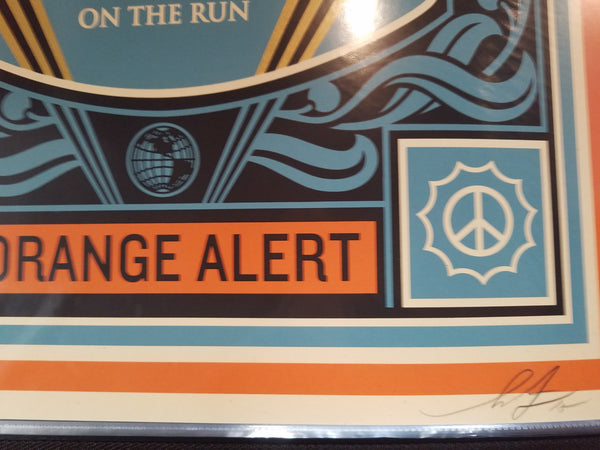 ON THE RUN
ORANGE ALERT